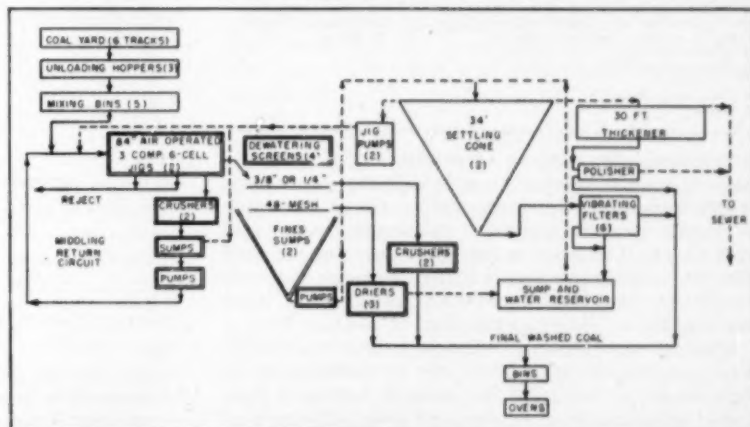 COAL YARD (6 TRACKS)
UNLOADING HOPPERS (3)
MIXING BINS (5)
84" AIR OPERATED
3 COMP. 6-CELL
JIGS (2)
REJECT
CRUSHERS
(2)
MIDDLING
RETURN
CIRCUIT
SUMPS
PUMPS
DEWATERING
SCREENS (4)
3/8" OR 1/4"
48-MESH
FINES
SUMPS
(2)
PUMPS
JIG
PUMPS
(2)
34'
SETTLING
CONE
(2)
CRUSHERS
(2)
DRIERS
(3)
30 FT.
THICKENER
POLISHER
VIBRATING
FILTERS
(6)
TO
SEWER
SUMP AND
WATER RESERVOIR
FINAL WASHED COAL
BINS
OVENS